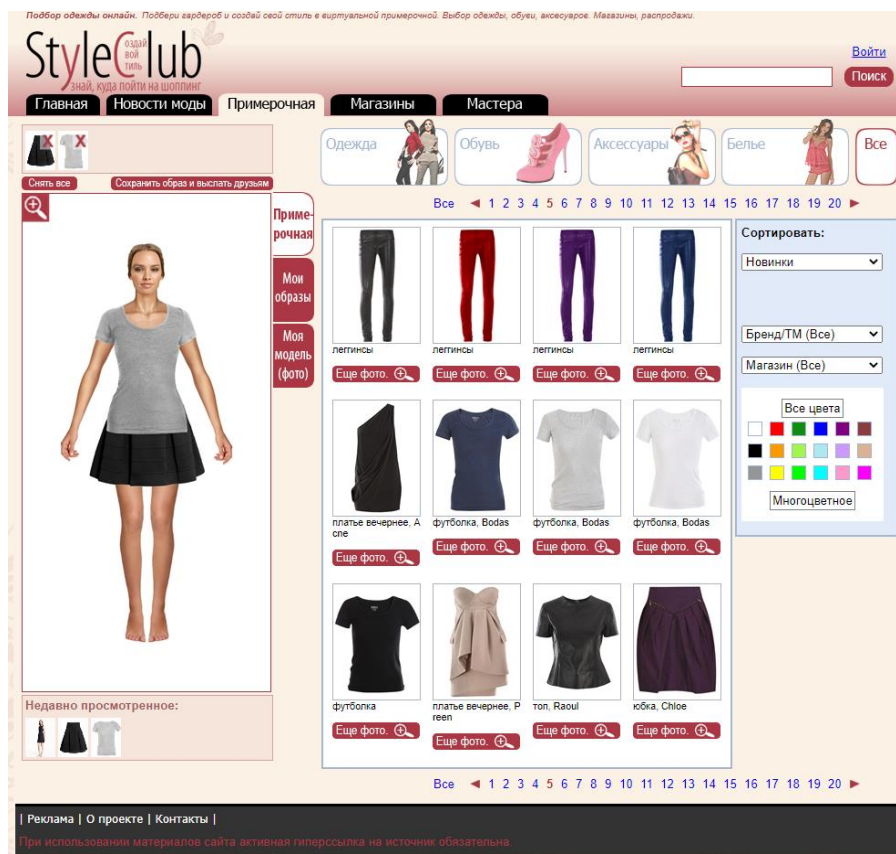 Подбор одежды онлайн. Подбери гардероб и создай свой стиль в виртуальной примерочной. Выбор одежды, обуви, аксесуаров. Магазины, распродажи.
StyleClub
оздай
вой
тиль
знай, куда пойти на шоппинг
Войти
Поиск
Главная Новости моды Примерочная Магазины Мастера
Одежда Обувь Аксессуары Белье Все
Снять все Сохранить образ и выслать друзьям
Все ◄ 1 2 3 4 5 6 7 8 9 10 11 12 13 14 15 16 17 18 19 20 ►
Приме-
рочная
Мои
образы
Моя
модель
(фото)
леггинсы леггинсы леггинсы леггинсы
Еще фото. Еще фото. Еще фото. Еще фото.
платье вечернее, A футболка, Bodas футболка, Bodas футболка, Bodas
cne
Еще фото. Еще фото. Еще фото. Еще фото.
футболка платье вечернее, P топ, Raoul юбка, Chloe
reen
Еще фото. Еще фото. Еще фото. Еще фото.
Сортировать:
Новинки
Бренд/ТМ (Все)
Магазин (Все)
Все цвета
Многоцветное
Недавно просмотренное:
Все ◄ 1 2 3 4 5 6 7 8 9 10 11 12 13 14 15 16 17 18 19 20 ►
| Реклама | О проекте | Контакты |
При использовании материалое сайта активная гиперссылка на источник обязательна.